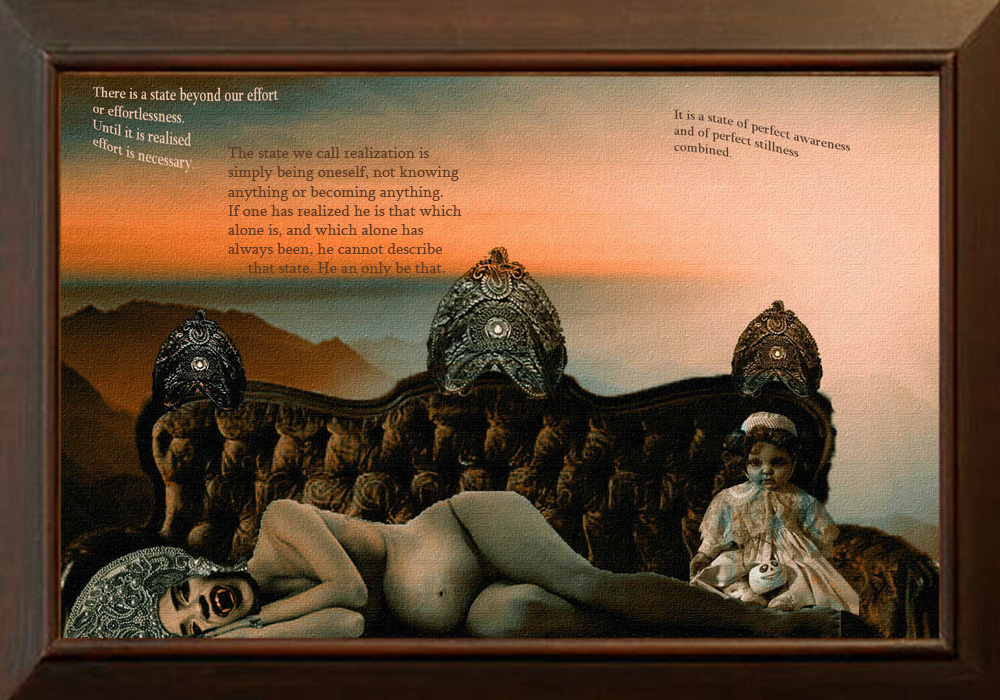 There is a state beyond our effort
or effortlessness.
Until it is realised
effort is necessary.
The state we call realization is
simply being oneself, not knowing
anything or becoming anything.
If one has realized he is that which
alone is, and which alone has
always been, he cannot describe
that state. He an only be that.
It is a state of perfect awareness
and of perfect stillness
combined.